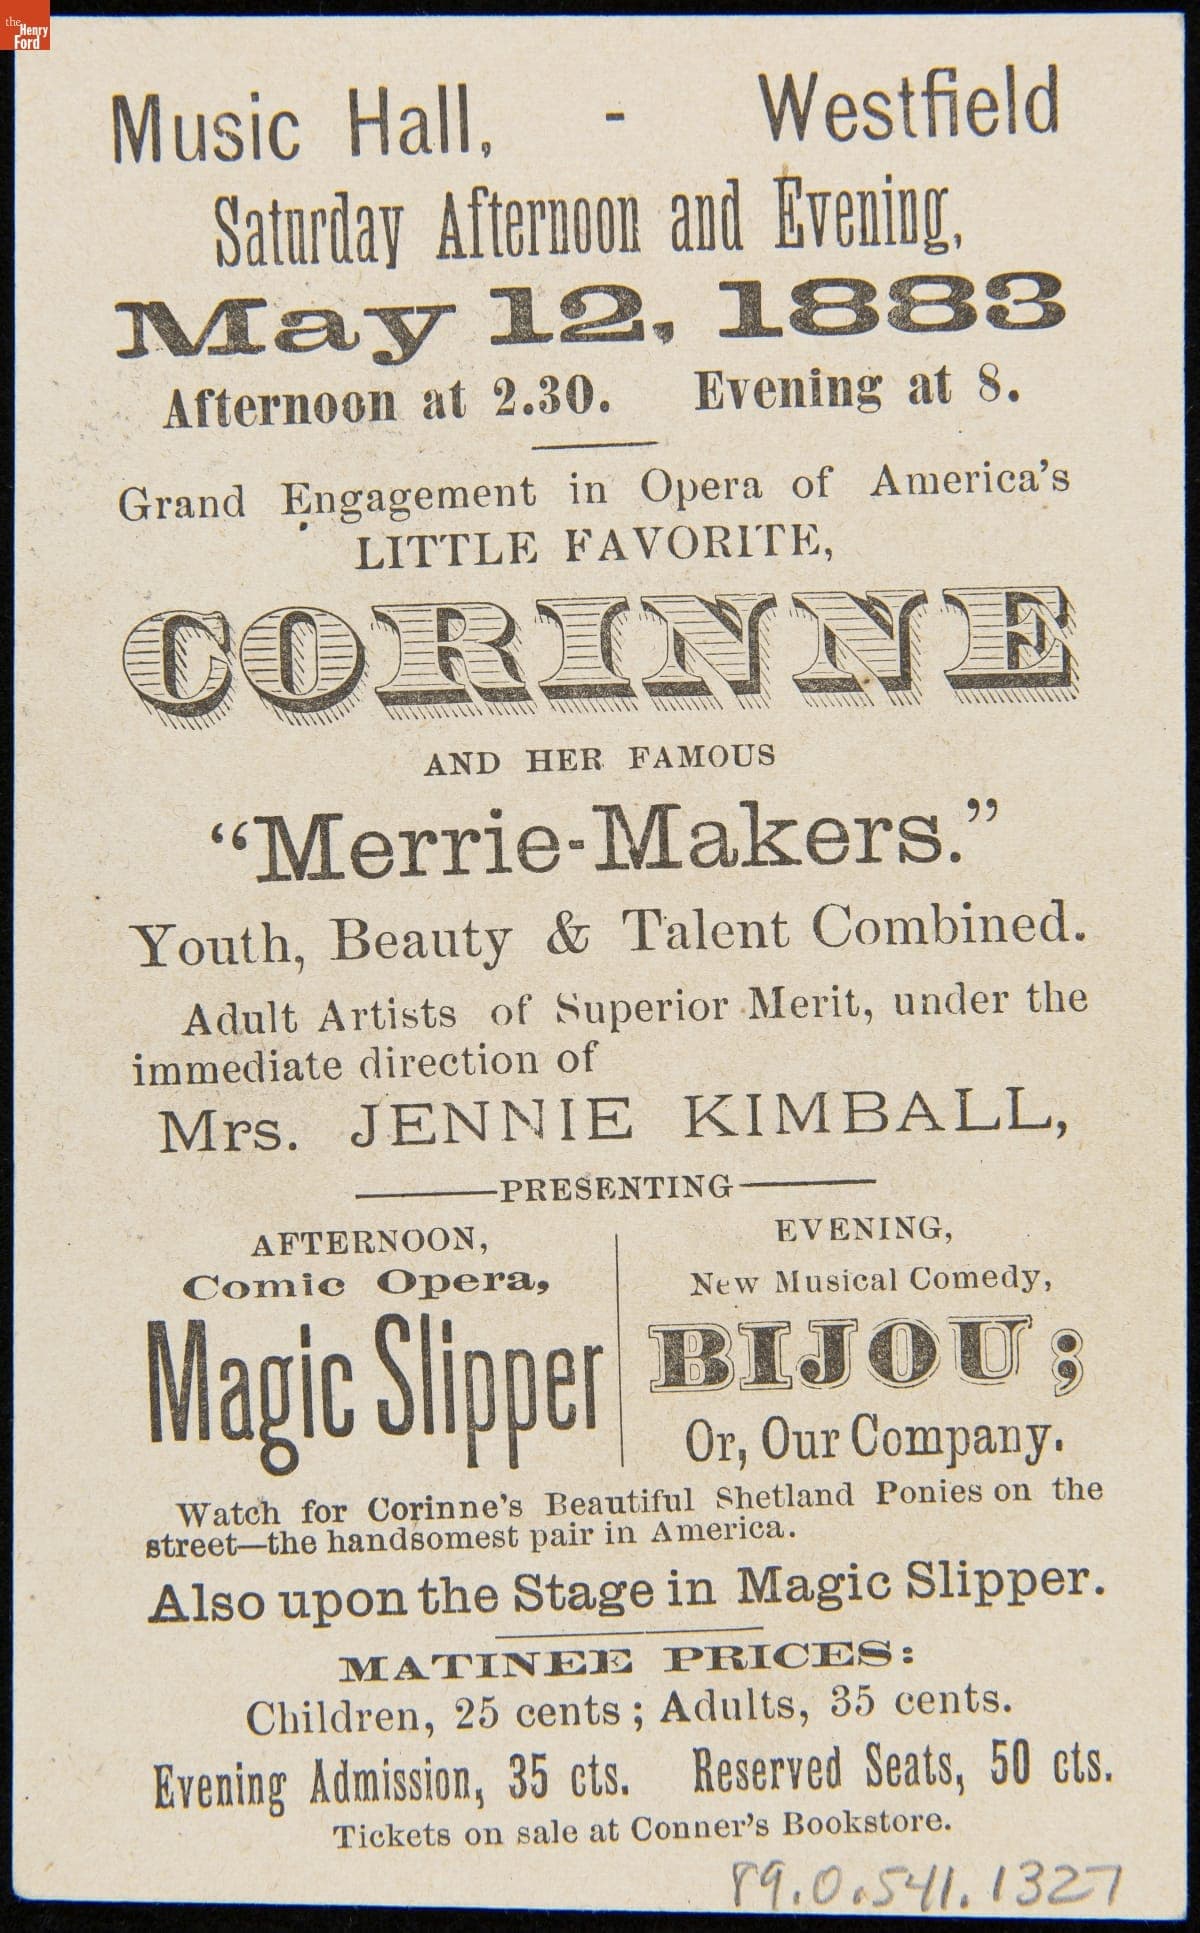 the Henry Ford
Music Hall, - Westfield
Saturday Afternoon and Evening,
May 12, 1883
Afternoon at 2.30. Evening at 8.
Grand Engagement in Opera of America's
LITTLE FAVORITE,
CORINNE
AND HER FAMOUS
"Merrie-Makers."
Youth, Beauty & Talent Combined.
Adult Artists of Superior Merit, under the
immediate direction of
Mrs. JENNIE KIMBALL,
PRESENTING
AFTERNOON,
Comic Opera,
Magic Slipper
EVENING,
New Musical Comedy,
BIJOU;
Or, Our Company.
Watch for Corinne's Beautiful Shetland Ponies on the
street—the handsomest pair in America.
Also upon the Stage in Magic Slipper.
MATINEE PRICES:
Children, 25 cents; Adults, 35 cents.
Evening Admission, 35 cts. Reserved Seats, 50 cts.
Tickets on sale at Conner's Bookstore.
89.0.541.1327